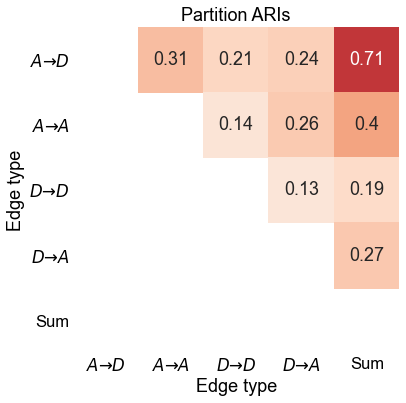 Partition ARIs
A→D 0.31 0.21 0.24 0.71
A→A 0.14 0.26 0.4
D→D 0.13 0.19
D→A 0.27
Sum
Edge type
A→D A→A D→D D→A Sum
Edge type